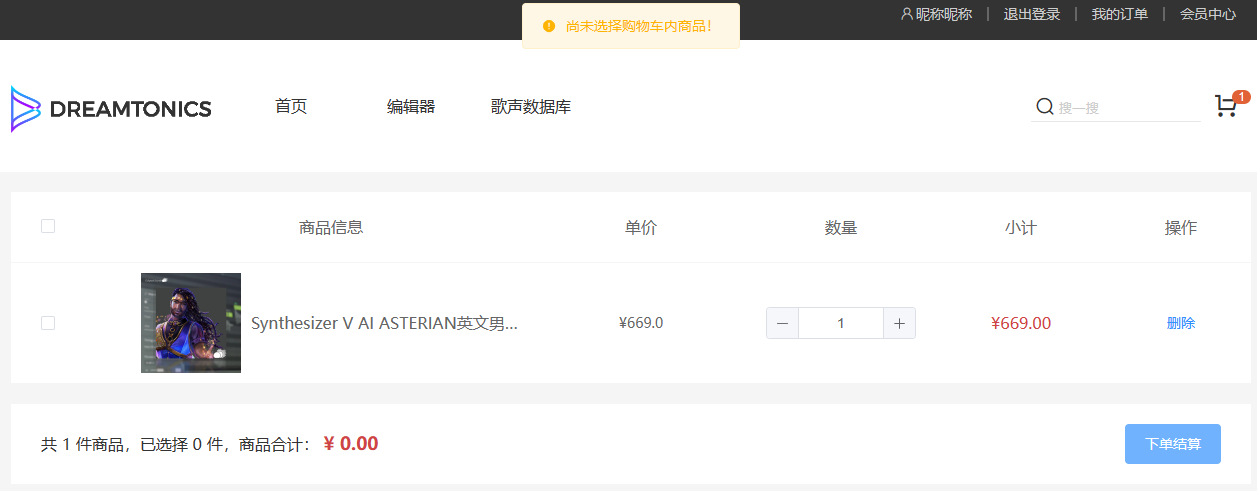 尚未选择购物车内商品！
昵称昵称 退出登录 我的订单 会员中心
DREAMTONICS 首页 编辑器 歌声数据库 搜一搜 1
商品信息 单价 数量 小计 操作
Synthesizer V AI ASTERIAN英文男... ¥669.0 1 ¥669.00 删除
共 1 件商品，已选择 0 件，商品合计： ¥ 0.00 下单结算